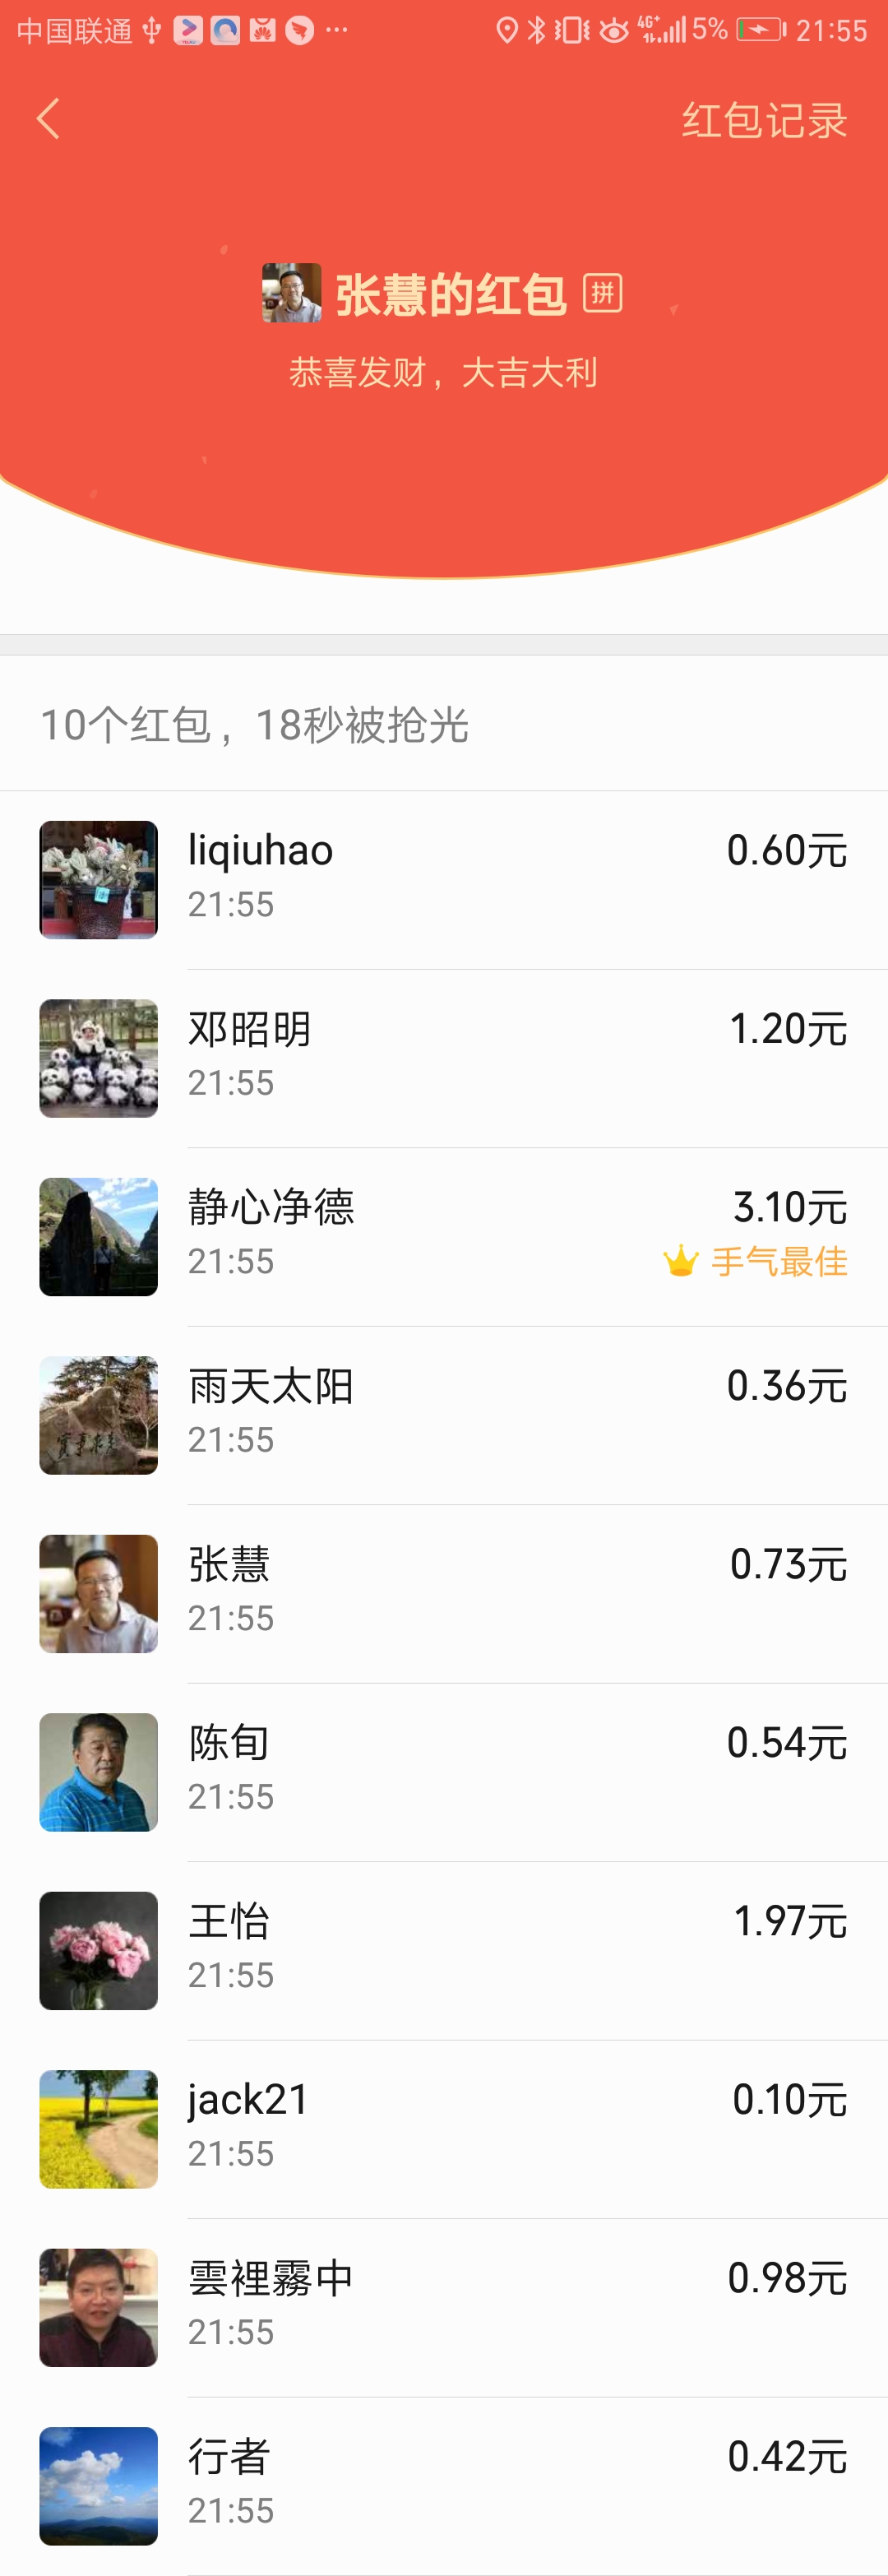 中国联通 ... 4G+ 5% 21:55
红包记录
张慧的红包 拼
恭喜发财，大吉大利
10个红包，18秒被抢光
liqiuhao 0.60元
21:55
邓昭明 1.20元
21:55
静心净德 3.10元
21:55 手气最佳
雨天太阳 0.36元
21:55
张慧 0.73元
21:55
陈旬 0.54元
21:55
王怡 1.97元
21:55
jack21 0.10元
21:55
雲裡霧中 0.98元
21:55
行者 0.42元
21:55